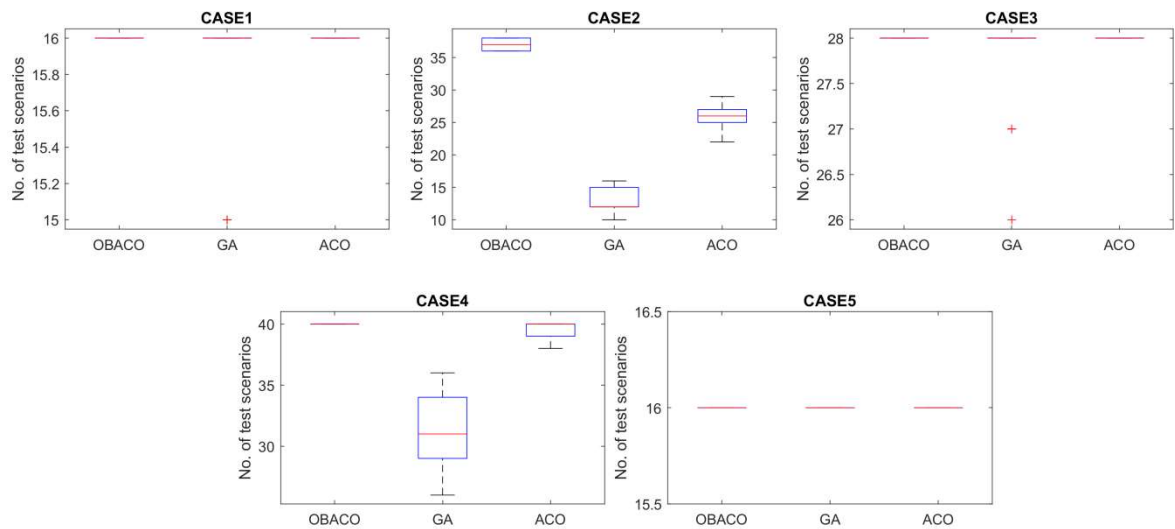 CASE1
No. of test scenarios
16
15.8
15.6
15.4
15.2
15
OBACO GA ACO
CASE2
No. of test scenarios
35
30
25
20
15
10
OBACO GA ACO
CASE3
No. of test scenarios
28
27.5
27
26.5
26
OBACO GA ACO
CASE4
No. of test scenarios
40
35
30
OBACO GA ACO
CASE5
No. of test scenarios
16.5
16
15.5
OBACO GA ACO